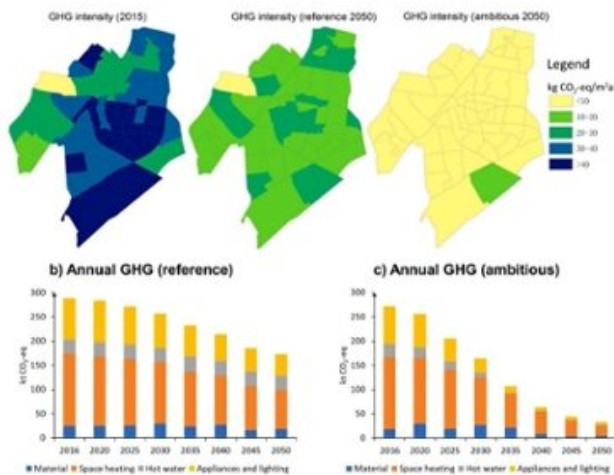 GHG intensity (2015) GHG intensity (reference 2050) GHG intensity (ambitious 2050)
Legend
kg CO₂-eq/m²a
<10
10-20
20-30
30-40
>40
b) Annual GHG (reference)
kt CO₂-eq
300
250
200
150
100
50
0
2016 2020 2025 2030 2035 2040 2045 2050
Material Space heating Hot water Appliances and lighting
c) Annual GHG (ambitious)
kt CO₂-eq
300
250
200
150
100
50
0
2016 2020 2025 2030 2035 2040 2045 2050
Material Space heating Hot water Appliances and lighting